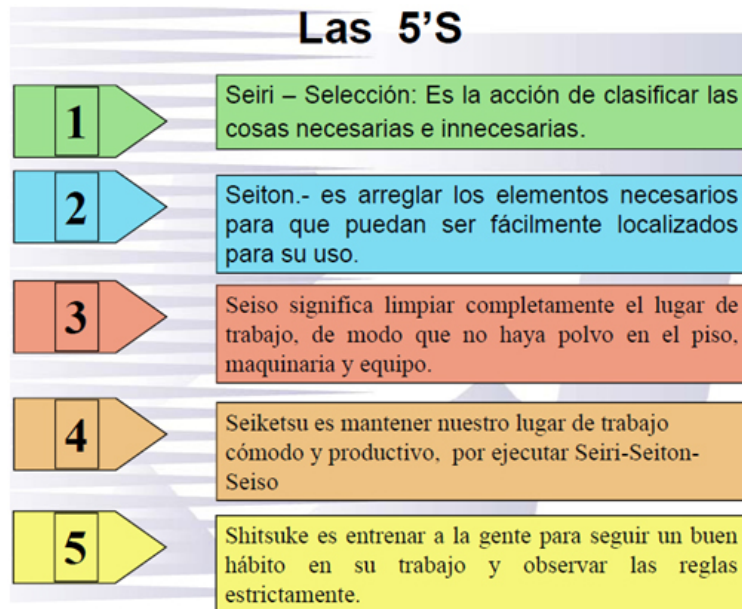 Las 5'S
1
Seiri – Selección: Es la acción de clasificar las
cosas necesarias e innecesarias.
2
Seiton.- es arreglar los elementos necesarios
para que puedan ser fácilmente localizados
para su uso.
3
Seiso significa limpiar completamente el lugar de
trabajo, de modo que no haya polvo en el piso,
maquinaria y equipo.
4
Seiketsu es mantener nuestro lugar de trabajo
cómodo y productivo, por ejecutar Seiri-Seiton-
Seiso
5
Shitsuke es entrenar a la gente para seguir un buen
hábito en su trabajo y observar las reglas
estrictamente.